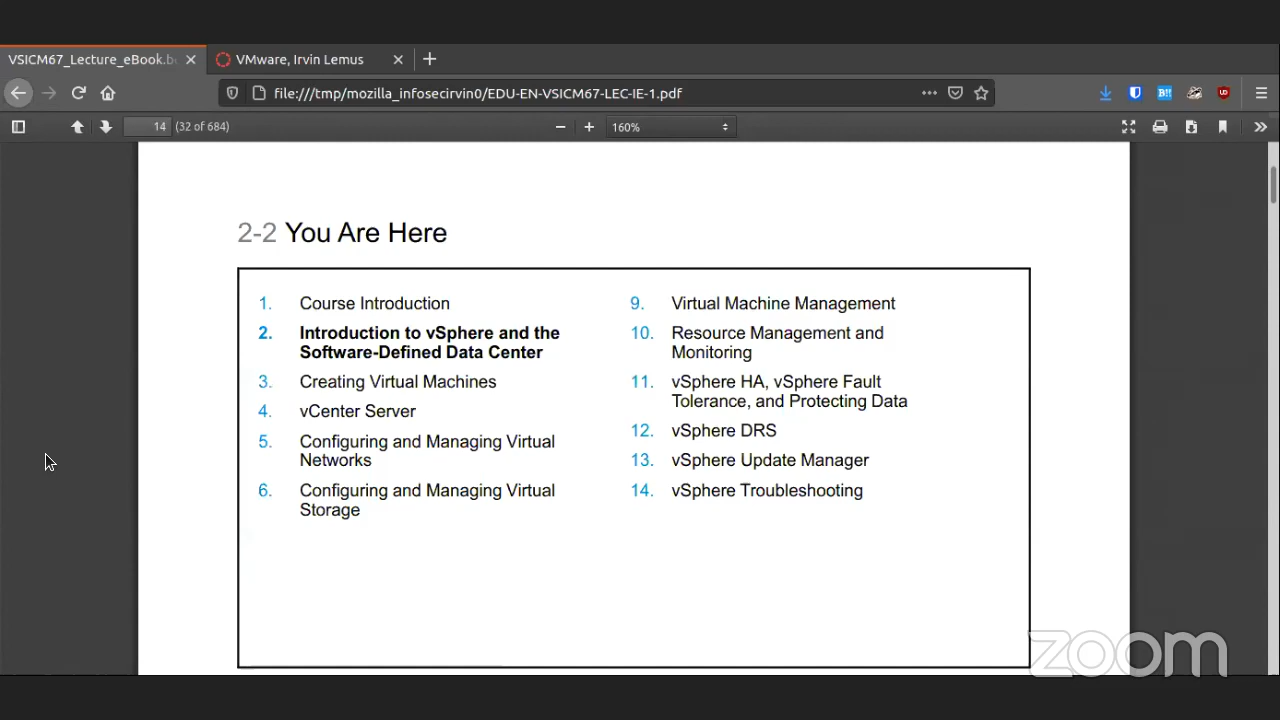 VSICM67_Lecture_eBook.b
VMware, Irvin Lemus
file:///tmp/mozilla_infosecirvin0/EDU-EN-VSICM67-LEC-IE-1.pdf
14 (32 of 684)
160%
2-2 You Are Here
1. Course Introduction
2. Introduction to vSphere and the
Software-Defined Data Center
3. Creating Virtual Machines
4. vCenter Server
5. Configuring and Managing Virtual
Networks
6. Configuring and Managing Virtual
Storage
9. Virtual Machine Management
10. Resource Management and
Monitoring
11. vSphere HA, vSphere Fault
Tolerance, and Protecting Data
12. vSphere DRS
13. vSphere Update Manager
14. vSphere Troubleshooting
zoom